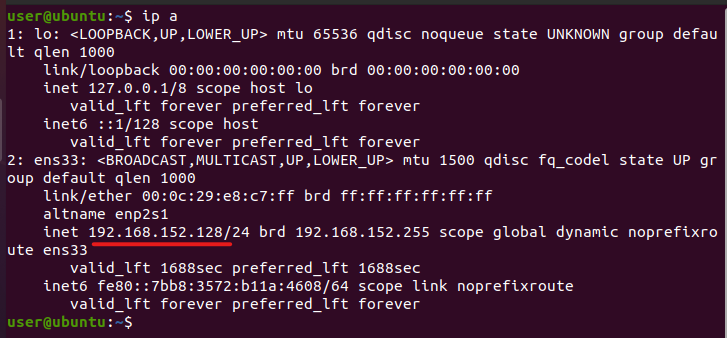 user@ubuntu:~$ ip a
1: lo: <LOOPBACK,UP,LOWER_UP> mtu 65536 qdisc noqueue state UNKNOWN group defau
lt qlen 1000
    link/loopback 00:00:00:00:00:00 brd 00:00:00:00:00:00
    inet 127.0.0.1/8 scope host lo
       valid_lft forever preferred_lft forever
    inet6 ::1/128 scope host
       valid_lft forever preferred_lft forever
2: ens33: <BROADCAST,MULTICAST,UP,LOWER_UP> mtu 1500 qdisc fq_codel state UP gr
oup default qlen 1000
    link/ether 00:0c:29:e8:c7:ff brd ff:ff:ff:ff:ff:ff
    altname enp2s1
    inet 192.168.152.128/24 brd 192.168.152.255 scope global dynamic noprefixro
ute ens33
       valid_lft 1688sec preferred_lft 1688sec
    inet6 fe80::7bb8:3572:b11a:4608/64 scope link noprefixroute
       valid_lft forever preferred_lft forever
user@ubuntu:~$